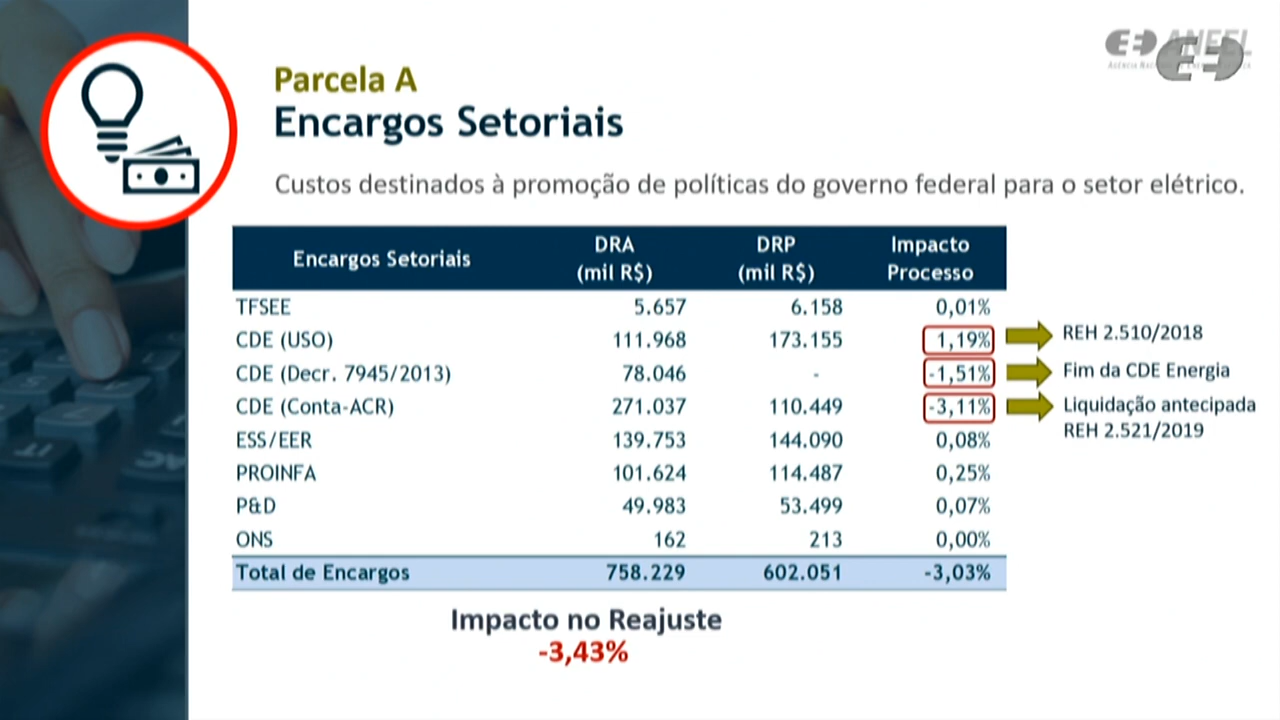 ANEEL
Parcela A
Encargos Setoriais
Custos destinados à promoção de políticas do governo federal para o setor elétrico.
Encargos Setoriais DRA (mil R$) DRP (mil R$) Impacto Processo
TFSEE 5.657 6.158 0,01%
CDE (USO) 111.968 173.155 1,19% REH 2.510/2018
CDE (Decr. 7945/2013) 78.046 - -1,51% Fim da CDE Energia
CDE (Conta-ACR) 271.037 110.449 -3,11% Liquidação antecipada
REH 2.521/2019
ESS/EER 139.753 144.090 0,08%
PROINFA 101.624 114.487 0,25%
P&D 49.983 53.499 0,07%
ONS 162 213 0,00%
Total de Encargos 758.229 602.051 -3,03%
Impacto no Reajuste
-3,43%